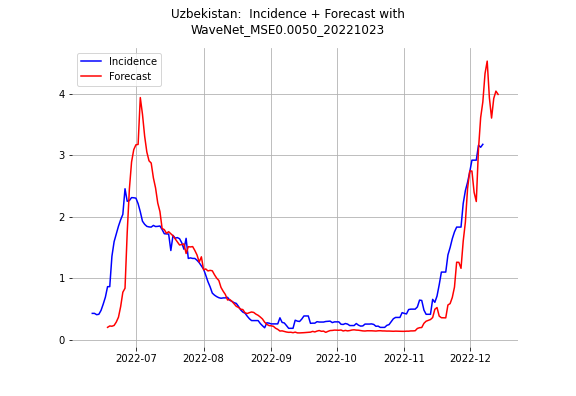 Uzbekistan:  Incidence + Forecast with
WaveNet_MSE0.0050_20221023
Incidence
Forecast
4
3
2
1
0
2022-07 2022-08 2022-09 2022-10 2022-11 2022-12